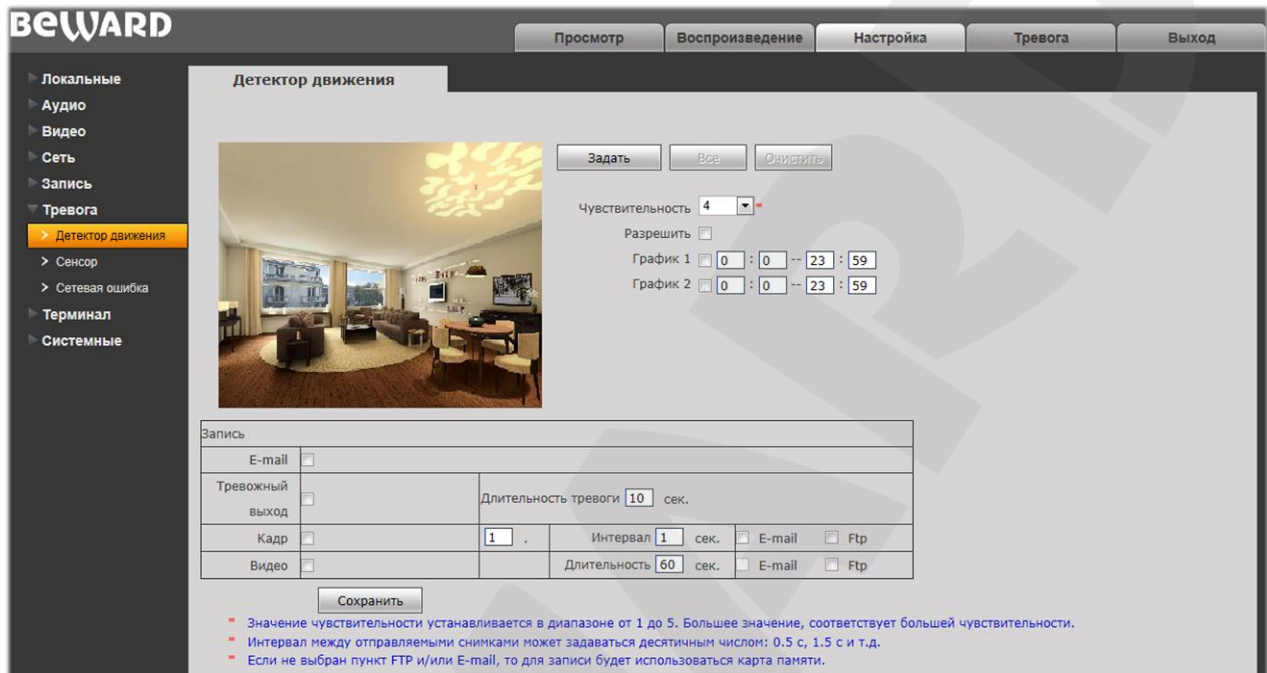 BEWARD
Просмотр Воспроизведение Настройка Тревога Выход
Локальные
Аудио
Видео
Сеть
Запись
Тревога
> Детектор движения
> Сенсор
> Сетевая ошибка
Терминал
Системные
Детектор движения
Задать Все Очистить
Чувствительность 4 *
Разрешить
График 1 0 : 0 -- 23 : 59
График 2 0 : 0 -- 23 : 59
Запись
E-mail
Тревожный выход Длительность тревоги 10 сек.
Кадр 1 . Интервал 1 сек. E-mail Ftp
Видео Длительность 60 сек. E-mail Ftp
Сохранить
* Значение чувствительности устанавливается в диапазоне от 1 до 5. Большее значение, соответствует большей чувствительности.
* Интервал между отправляемыми снимками может задаваться десятичным числом: 0.5 с, 1.5 с и т.д.
* Если не выбран пункт FTP и/или E-mail, то для записи будет использоваться карта памяти.